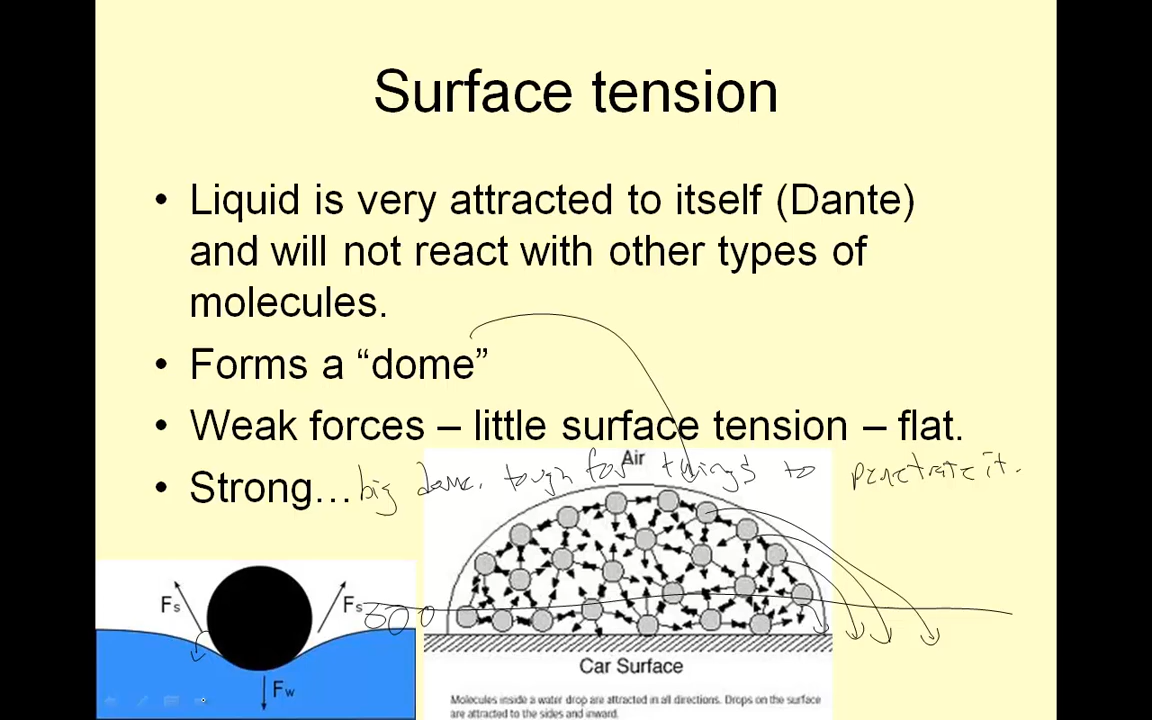 Surface tension
• Liquid is very attracted to itself (Dante)
and will not react with other types of
molecules.
• Forms a “dome”
• Weak forces – little surface tension – flat.
• Strong… big dome. tough for things to penetrate it.
Air
Fs
Fs
Fw
Car Surface
Molecules inside a water drop are attracted in all directions. Drops on the surface
are attracted to the sides and inward.